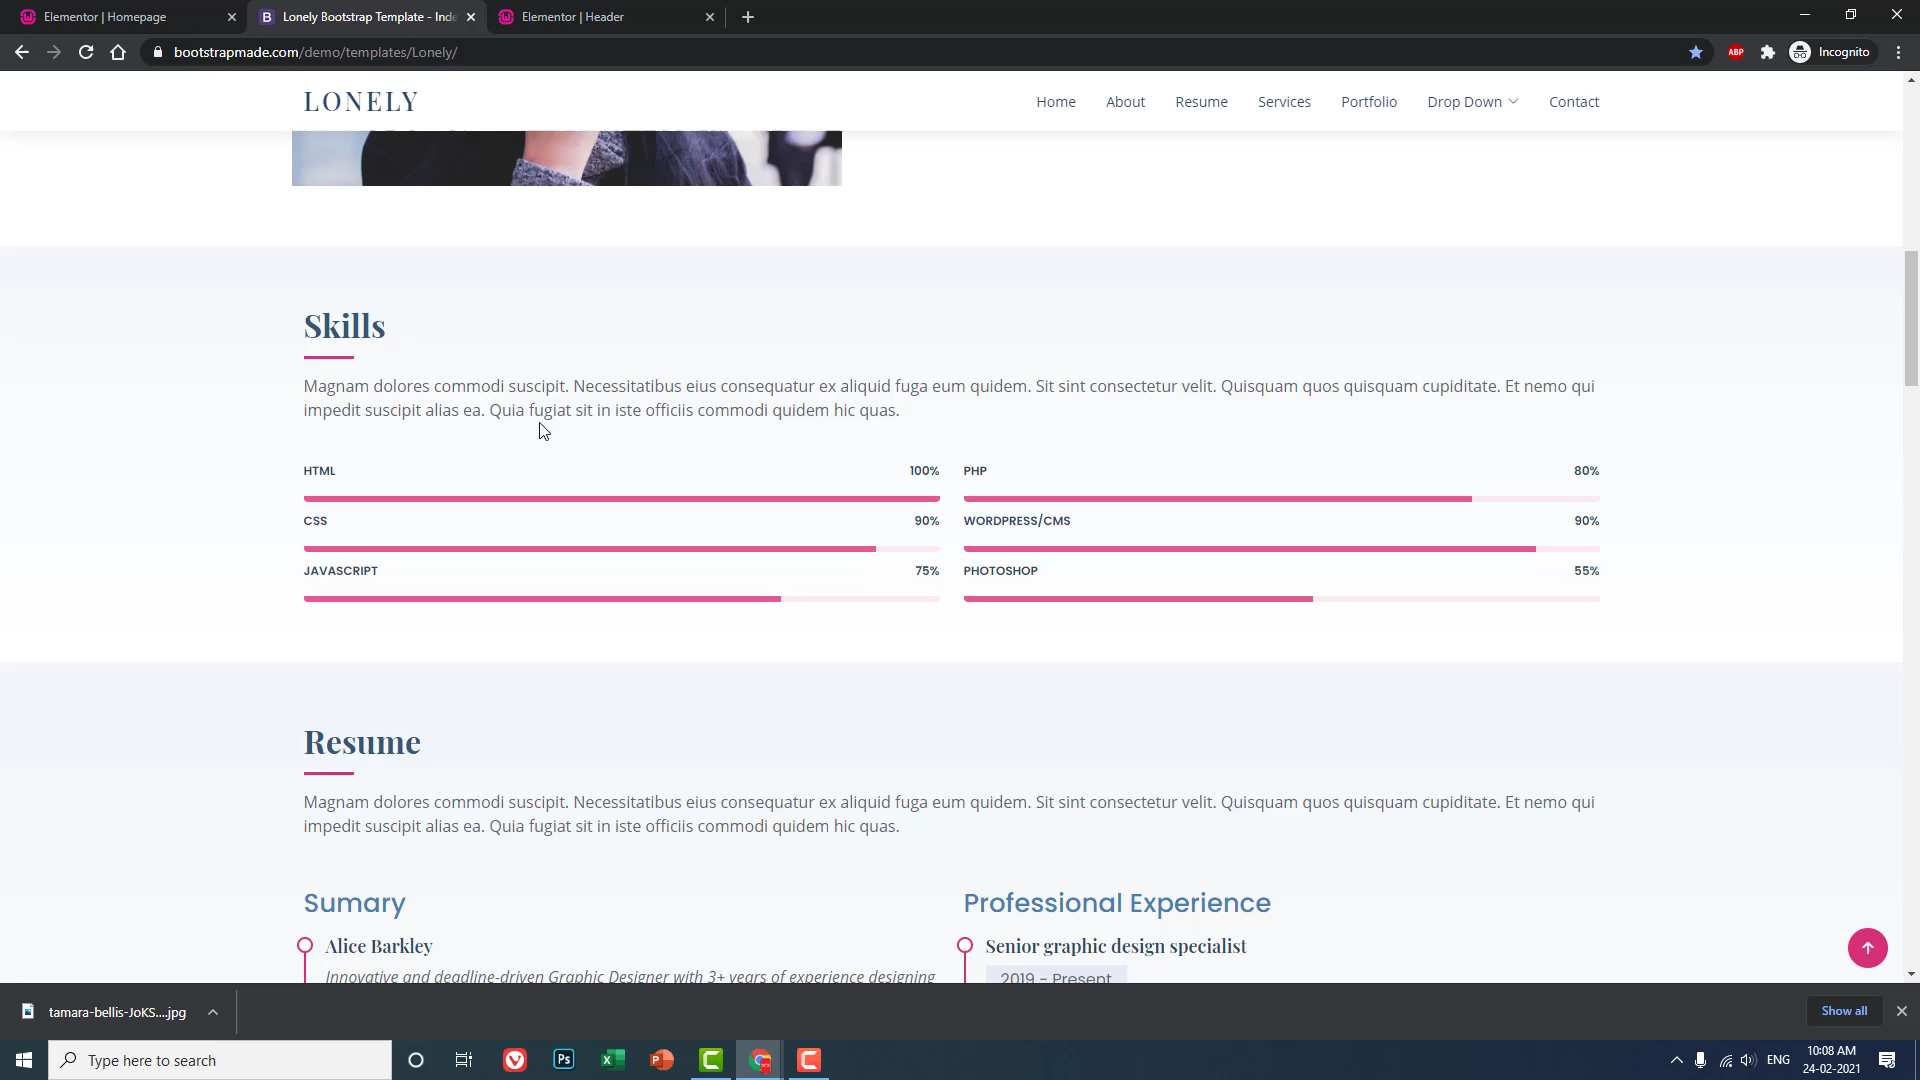 Elementor | Homepage
Lonely Bootstrap Template - Inde
Elementor | Header
bootstrapmade.com/demo/templates/Lonely/
ABP
Incognito
LONELY
Home
About
Resume
Services
Portfolio
Drop Down
Contact
Skills
Magnam dolores commodi suscipit. Necessitatibus eius consequatur ex aliquid fuga eum quidem. Sit sint consectetur velit. Quisquam quos quisquam cupiditate. Et nemo qui
impedit suscipit alias ea. Quia fugiat sit in iste officiis commodi quidem hic quas.
HTML 100%
PHP 80%
CSS 90%
WORDPRESS/CMS 90%
JAVASCRIPT 75%
PHOTOSHOP 55%
Resume
Magnam dolores commodi suscipit. Necessitatibus eius consequatur ex aliquid fuga eum quidem. Sit sint consectetur velit. Quisquam quos quisquam cupiditate. Et nemo qui
impedit suscipit alias ea. Quia fugiat sit in iste officiis commodi quidem hic quas.
Sumary
Alice Barkley
Innovative and deadline-driven Graphic Designer with 3+ years of experience designing
Professional Experience
Senior graphic design specialist
2019 - Present
tamara-bellis-JoKS....jpg
Show all
Type here to search
Ps
ENG
10:08 AM
24-02-2021